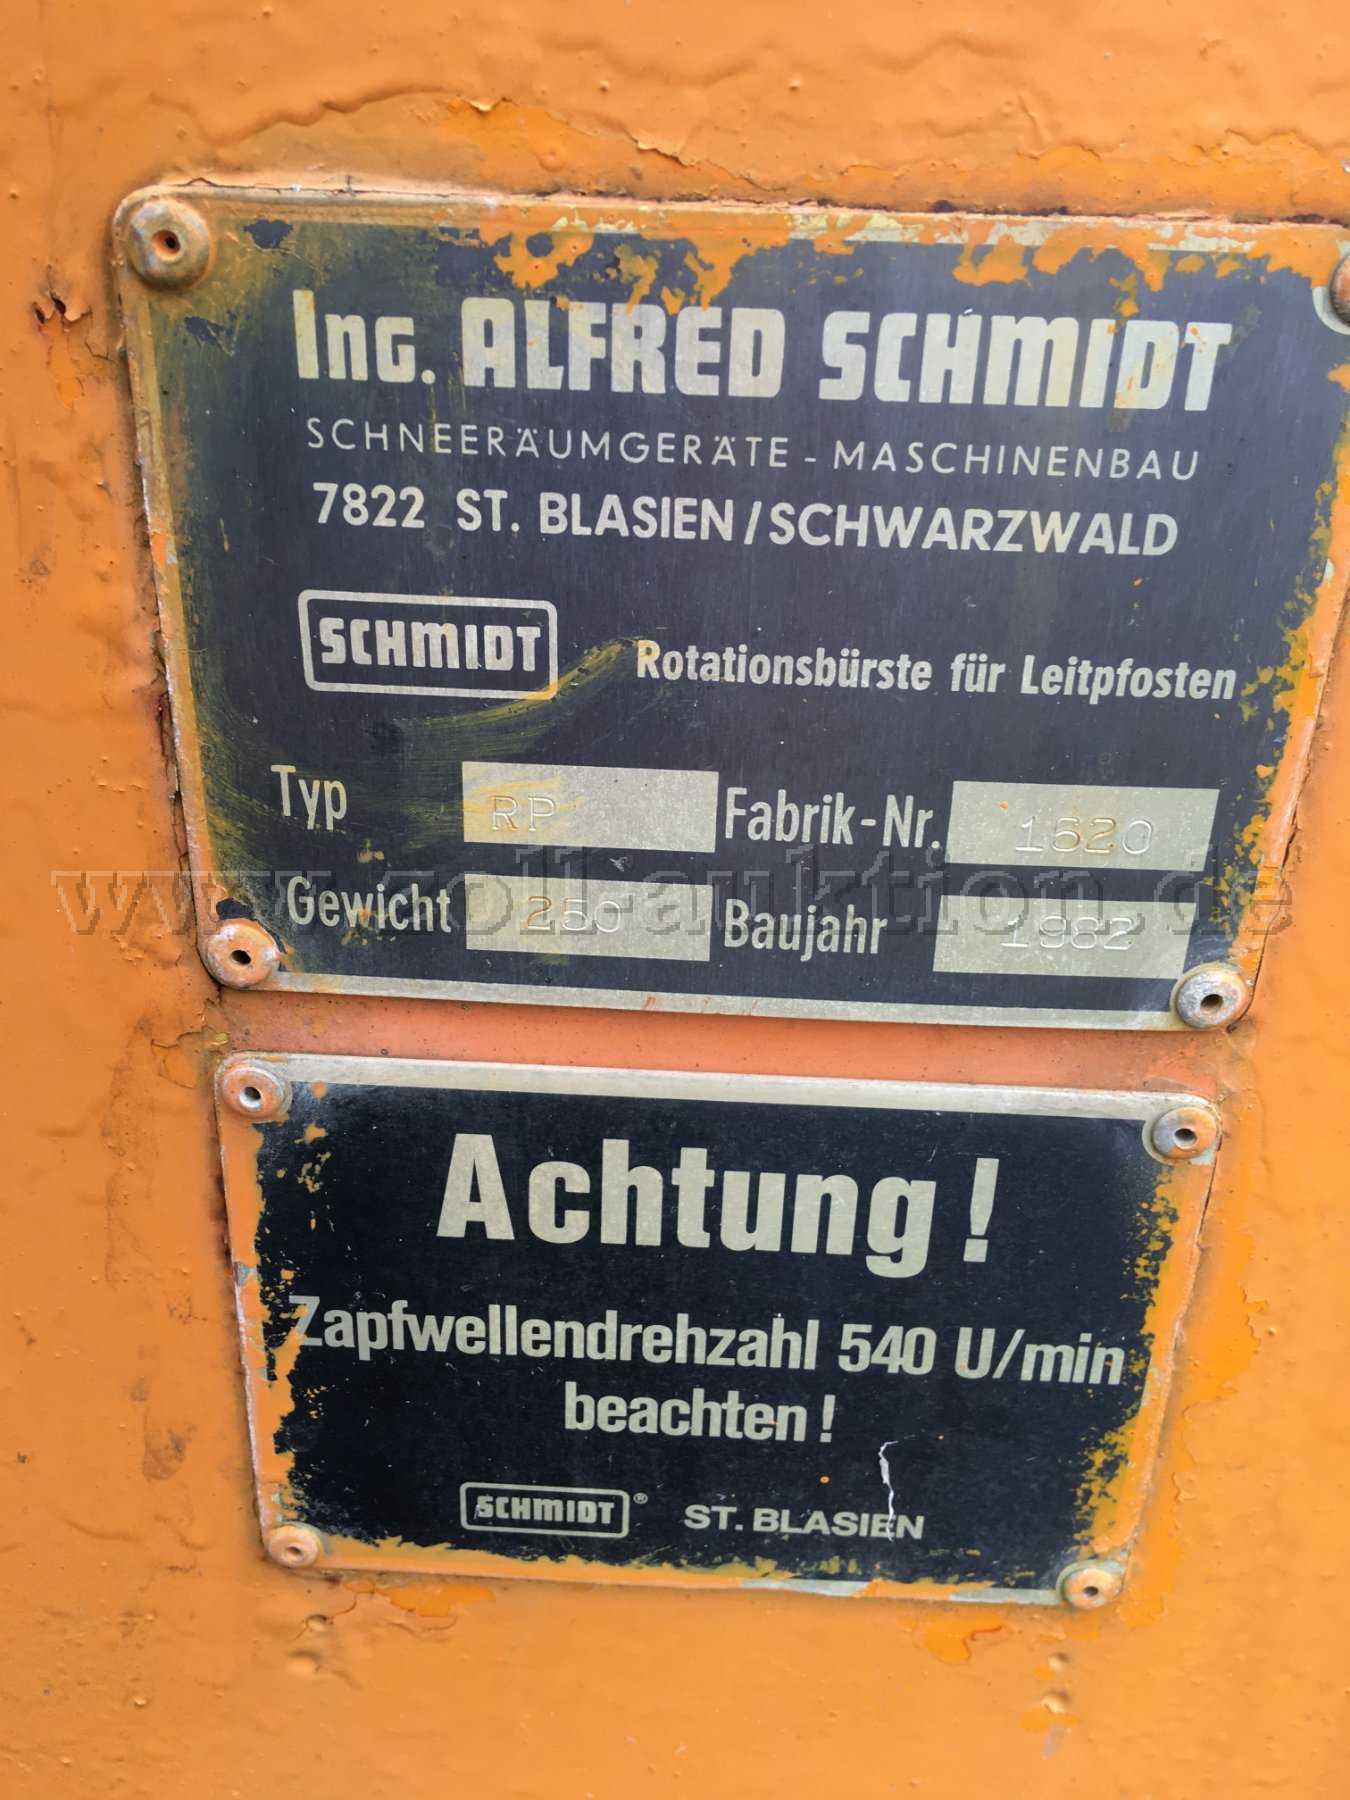 Ing. ALFRED SCHMIDT
SCHNEERÄUMGERÄTE - MASCHINENBAU
7822 ST. BLASIEN/SCHWARZWALD
SCHMIDT Rotationsbürste für Leitpfosten
Typ RP Fabrik-Nr. 1620
www.zoll-auktion.de
Gewicht 250 Baujahr 1982
Achtung!
Zapfwellendrehzahl 540 U/min
beachten!
SCHMIDT® ST. BLASIEN